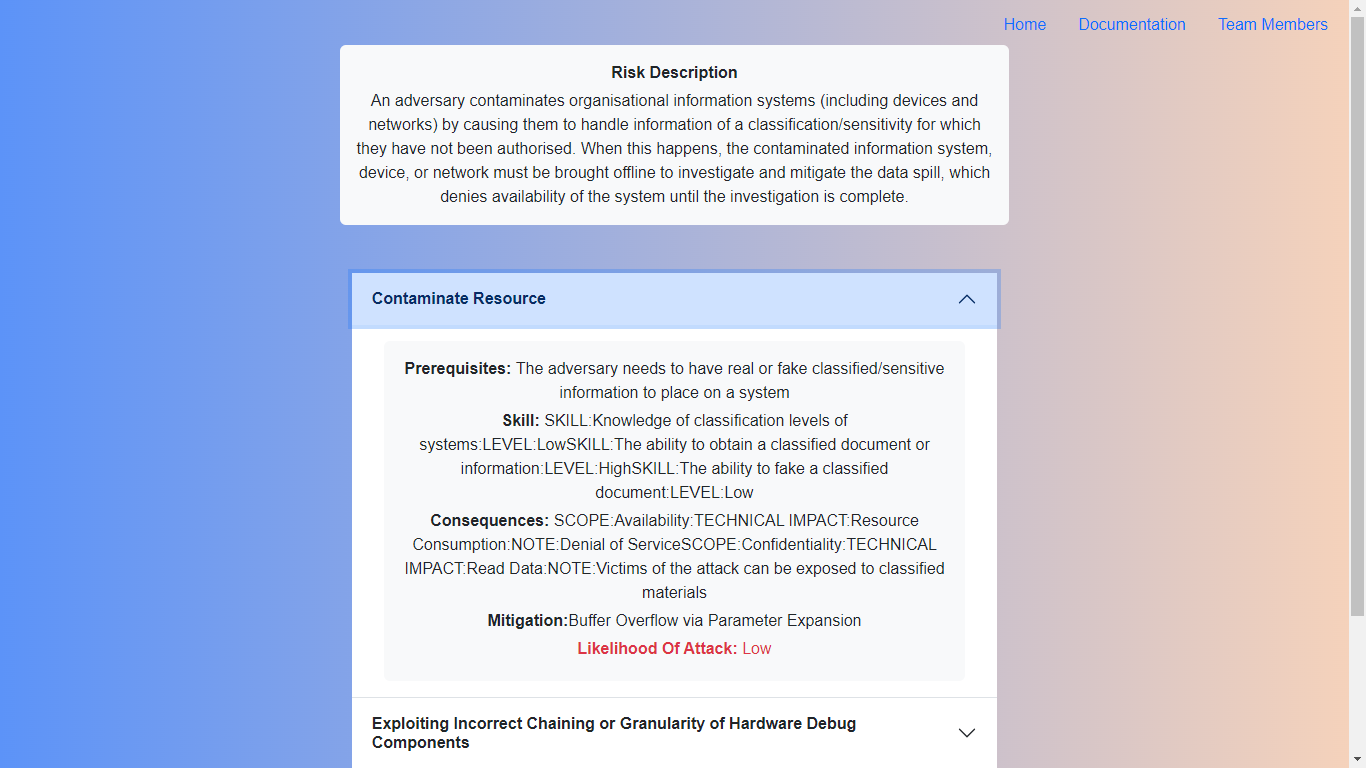 Home Documentation Team Members
Risk Description
An adversary contaminates organisational information systems (including devices and
networks) by causing them to handle information of a classification/sensitivity for which
they have not been authorised. When this happens, the contaminated information system,
device, or network must be brought offline to investigate and mitigate the data spill, which
denies availability of the system until the investigation is complete.
Contaminate Resource
Prerequisites: The adversary needs to have real or fake classified/sensitive
information to place on a system
Skill: SKILL:Knowledge of classification levels of
systems:LEVEL:LowSKILL:The ability to obtain a classified document or
information:LEVEL:HighSKILL:The ability to fake a classified
document:LEVEL:Low
Consequences: SCOPE:Availability:TECHNICAL IMPACT:Resource
Consumption:NOTE:Denial of ServiceSCOPE:Confidentiality:TECHNICAL
IMPACT:Read Data:NOTE:Victims of the attack can be exposed to classified
materials
Mitigation:Buffer Overflow via Parameter Expansion
Likelihood Of Attack: Low
Exploiting Incorrect Chaining or Granularity of Hardware Debug
Components